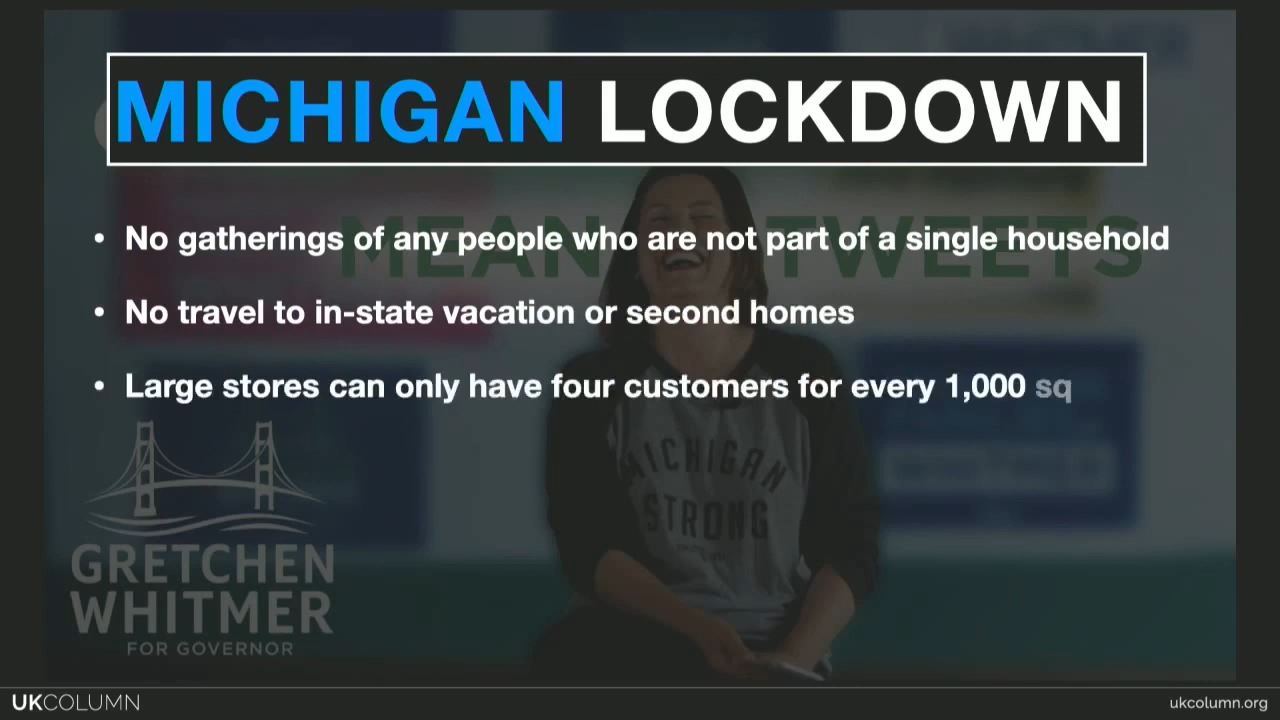 MICHIGAN LOCKDOWN
MEAN TWEETS
• No gatherings of any people who are not part of a single household
• No travel to in-state vacation or second homes
• Large stores can only have four customers for every 1,000 sq
MICHIGAN
STRONG
GRETCHEN
WHITMER
FOR GOVERNOR
UKCOLUMN
ukcolumn.org